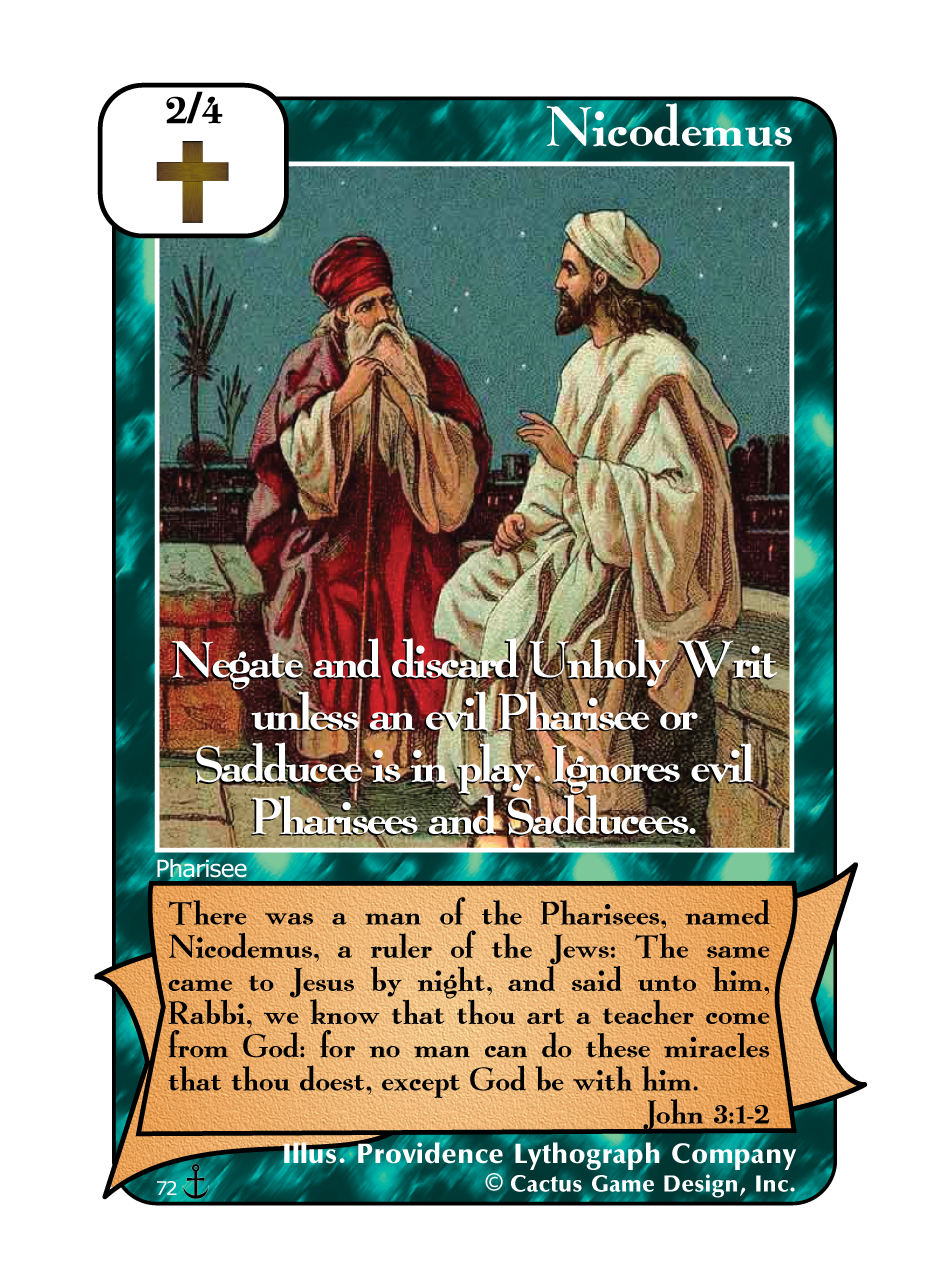 2/4
Nicodemus
Negate and discard Unholy Writ
unless an evil Pharisee or
Sadducee is in play. Ignores evil
Pharisees and Sadducees.
Pharisee
There was a man of the Pharisees, named
Nicodemus, a ruler of the Jews: The same
came to Jesus by night, and said unto him,
Rabbi, we know that thou art a teacher come
from God: for no man can do these miracles
that thou doest, except God be with him.
John 3:1-2
Illus. Providence Lythograph Company
72
© Cactus Game Design, Inc.